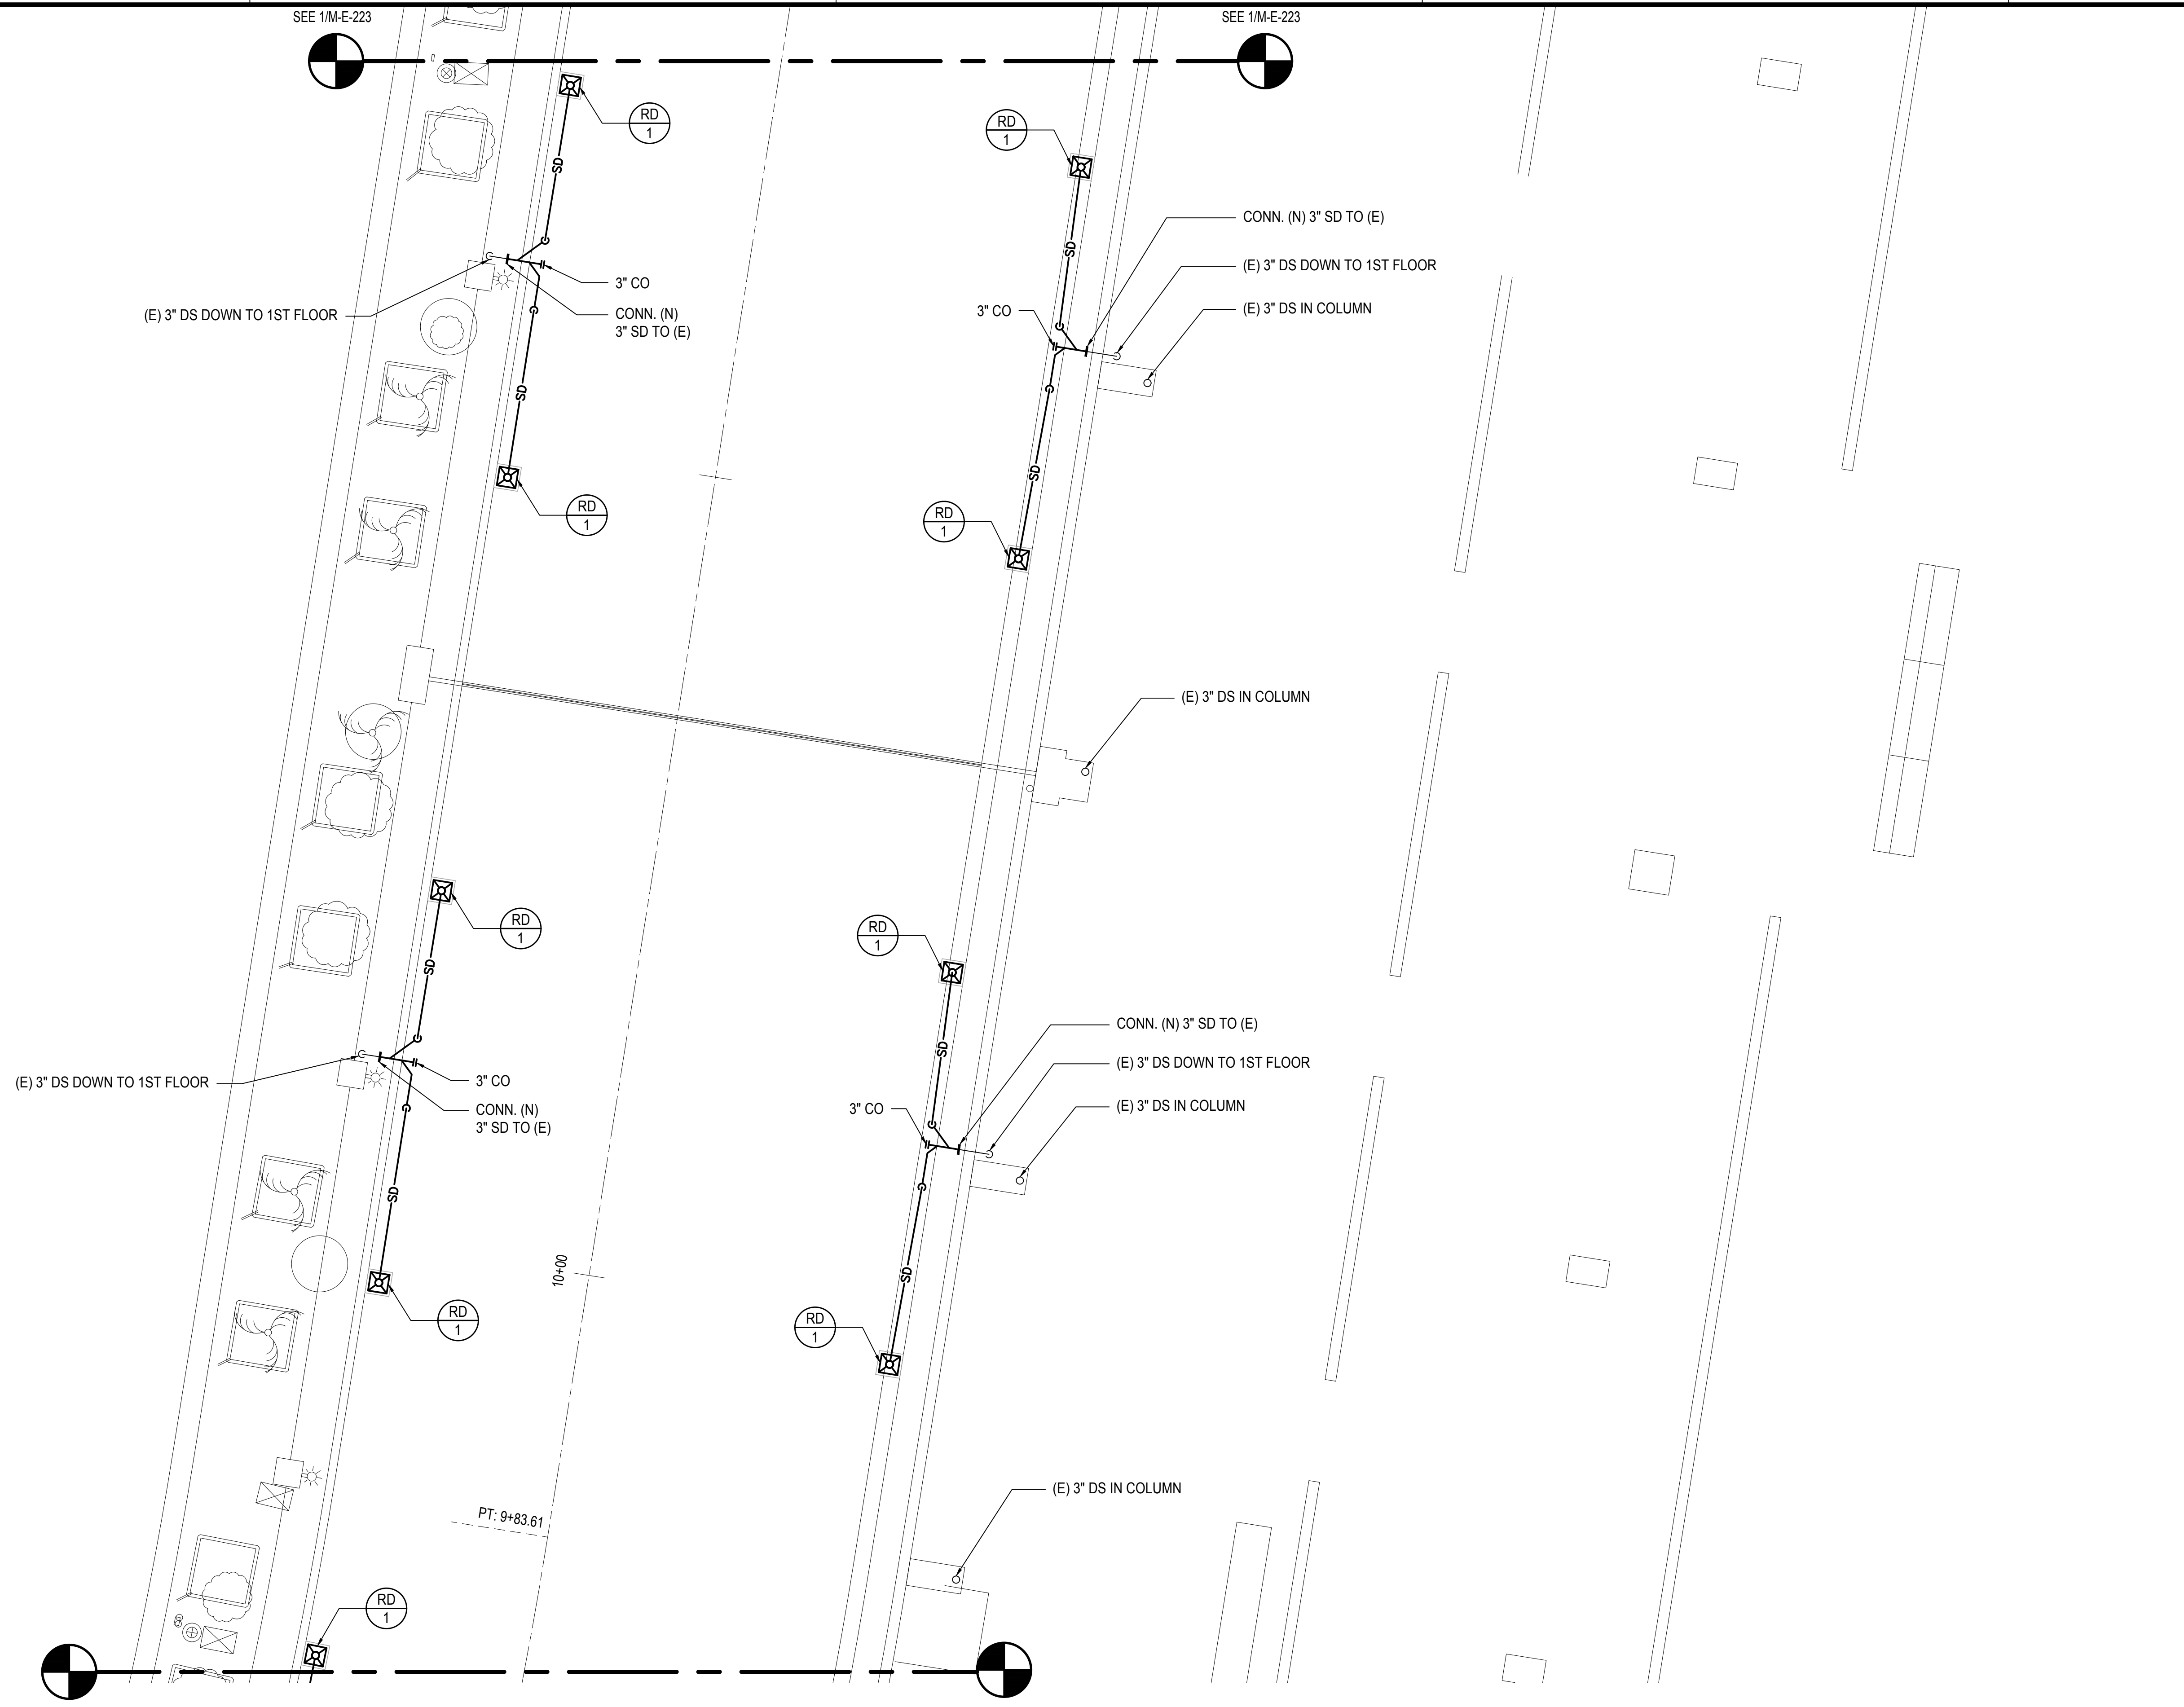 SEE 1/M-E-223
SEE 1/M-E-223
RD
1
RD
1
SD
CONN. (N) 3" SD TO (E)
SD
(E) 3" DS DOWN TO 1ST FLOOR
3" CO
(E) 3" DS IN COLUMN
3" CO
(E) 3" DS DOWN TO 1ST FLOOR
CONN. (N)
3" SD TO (E)
SD
SD
RD
1
RD
1
(E) 3" DS IN COLUMN
RD
1
RD
1
SD
CONN. (N) 3" SD TO (E)
SD
(E) 3" DS DOWN TO 1ST FLOOR
(E) 3" DS DOWN TO 1ST FLOOR
3" CO
3" CO
(E) 3" DS IN COLUMN
CONN. (N)
3" SD TO (E)
SD
10+00
SD
RD
1
RD
1
(E) 3" DS IN COLUMN
PT: 9+83.61
RD
1